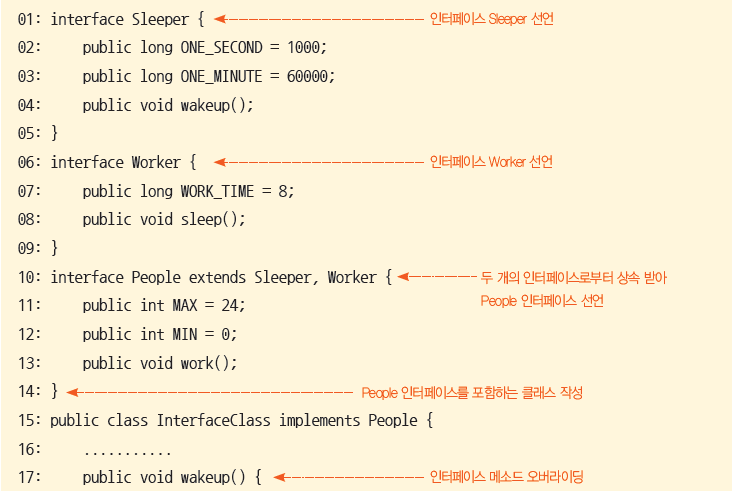 01: interface Sleeper { 인터페이스 Sleeper 선언
02: public long ONE_SECOND = 1000;
03: public long ONE_MINUTE = 60000;
04: public void wakeup();
05: }
06: interface Worker { 인터페이스 Worker 선언
07: public long WORK_TIME = 8;
08: public void sleep();
09: }
10: interface People extends Sleeper, Worker { 두 개의 인터페이스로부터 상속 받아
People 인터페이스 선언
11: public int MAX = 24;
12: public int MIN = 0;
13: public void work();
14: } People 인터페이스를 포함하는 클래스 작성
15: public class InterfaceClass implements People {
16: ...........
17: public void wakeup() { 인터페이스 메소드 오버라이딩